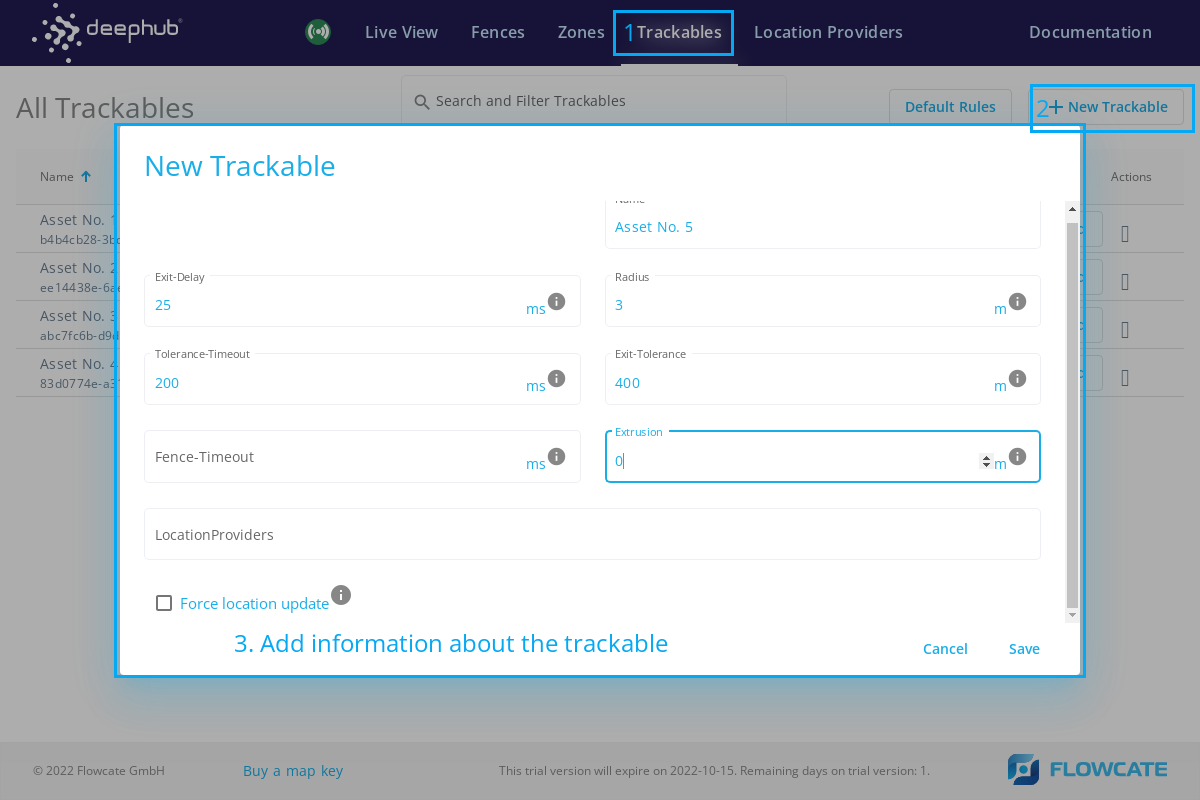 deephub
Live View
Fences
Zones
1 Trackables
Location Providers
Documentation
All Trackables
Search and Filter Trackables
Default Rules
2 + New Trackable
Name
Actions
Asset No. 1
b4b4cb28-3b
Asset No. 2
ee14438e-6a
Asset No. 3
abc7fc6b-d9
Asset No. 4
83d0774e-a3
New Trackable
Name
Asset No. 5
Exit-Delay
25
ms
Radius
3
m
Tolerance-Timeout
200
ms
Exit-Tolerance
400
m
Fence-Timeout
ms
Extrusion
0
m
LocationProviders
Force location update
3. Add information about the trackable
Cancel
Save
© 2022 Flowcate GmbH
Buy a map key
This trial version will expire on 2022-10-15. Remaining days on trial version: 1.
FLOWCATE